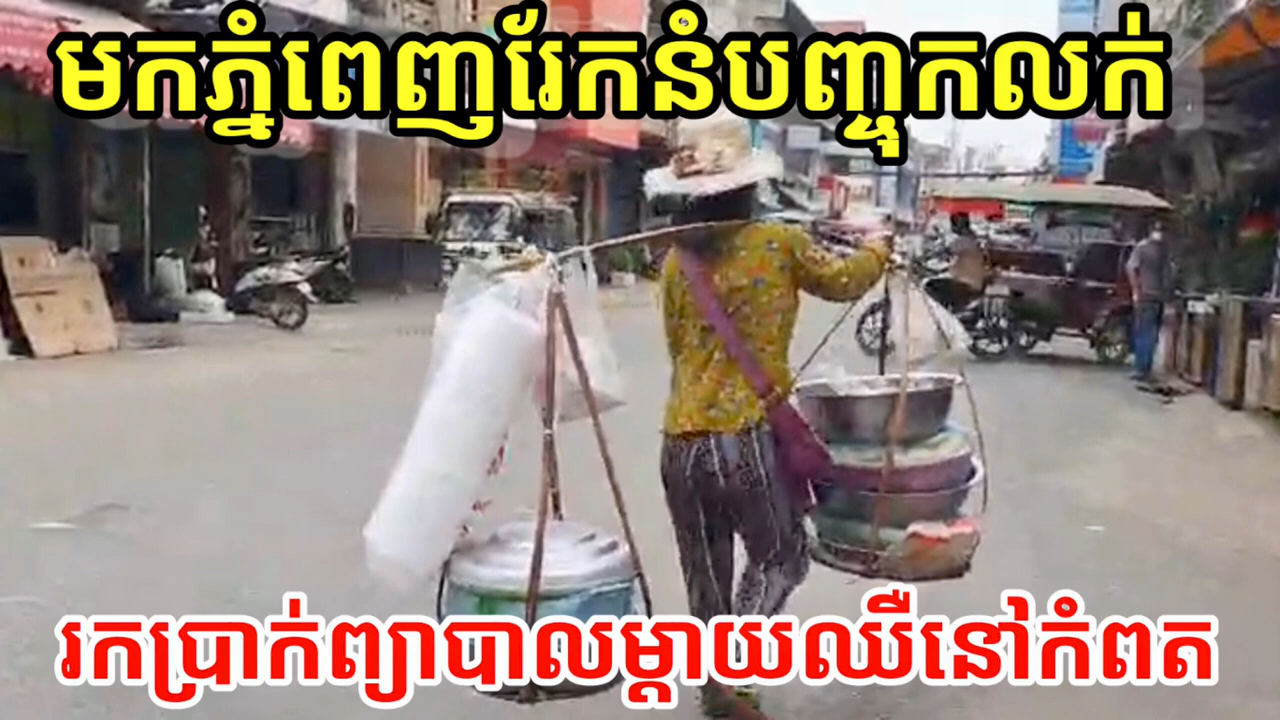 មកភ្នំពេញរែកនំបញ្ចុកលក់
រកប្រាក់ព្យាបាលម្ដាយឈឺនៅកំពត